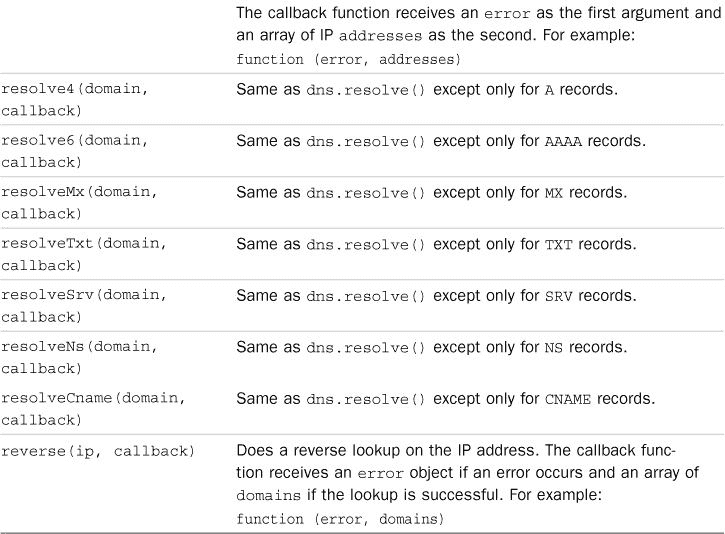 The callback function receives an error as the first argument and
an array of IP addresses as the second. For example:
function (error, addresses)
resolve4(domain,
callback)
Same as dns.resolve() except only for A records.
resolve6(domain,
callback)
Same as dns.resolve() except only for AAAA records.
resolveMx(domain,
callback)
Same as dns.resolve() except only for MX records.
resolveTxt(domain,
callback)
Same as dns.resolve() except only for TXT records.
resolveSrv(domain,
callback)
Same as dns.resolve() except only for SRV records.
resolveNs(domain,
callback)
Same as dns.resolve() except only for NS records.
resolveCname(domain,
callback)
Same as dns.resolve() except only for CNAME records.
reverse(ip, callback)
Does a reverse lookup on the IP address. The callback func-
tion receives an error object if an error occurs and an array of
domains if the lookup is successful. For example:
function (error, domains)